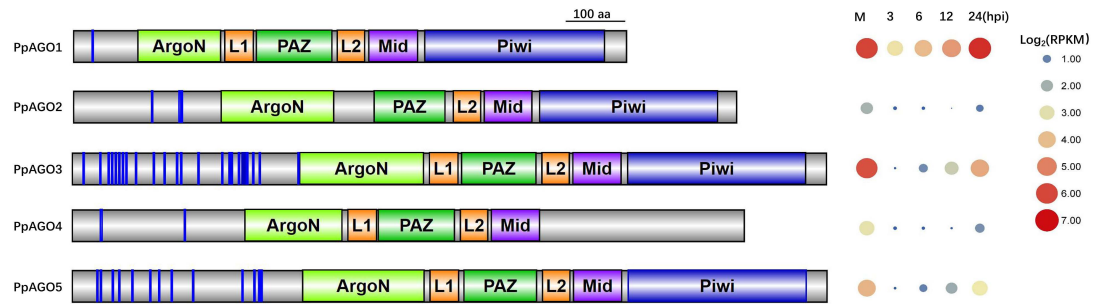 100 aa
M 3 6 12 24(hpi)
Log2(RPKM)
PpAGO1 ArgoN L1 PAZ L2 Mid Piwi
1.00
2.00
PpAGO2 ArgoN PAZ L2 Mid Piwi
3.00
4.00
PpAGO3 ArgoN L1 PAZ L2 Mid Piwi
5.00
6.00
7.00
PpAGO4 ArgoN L1 PAZ L2 Mid
PpAGO5 ArgoN L1 PAZ L2 Mid Piwi